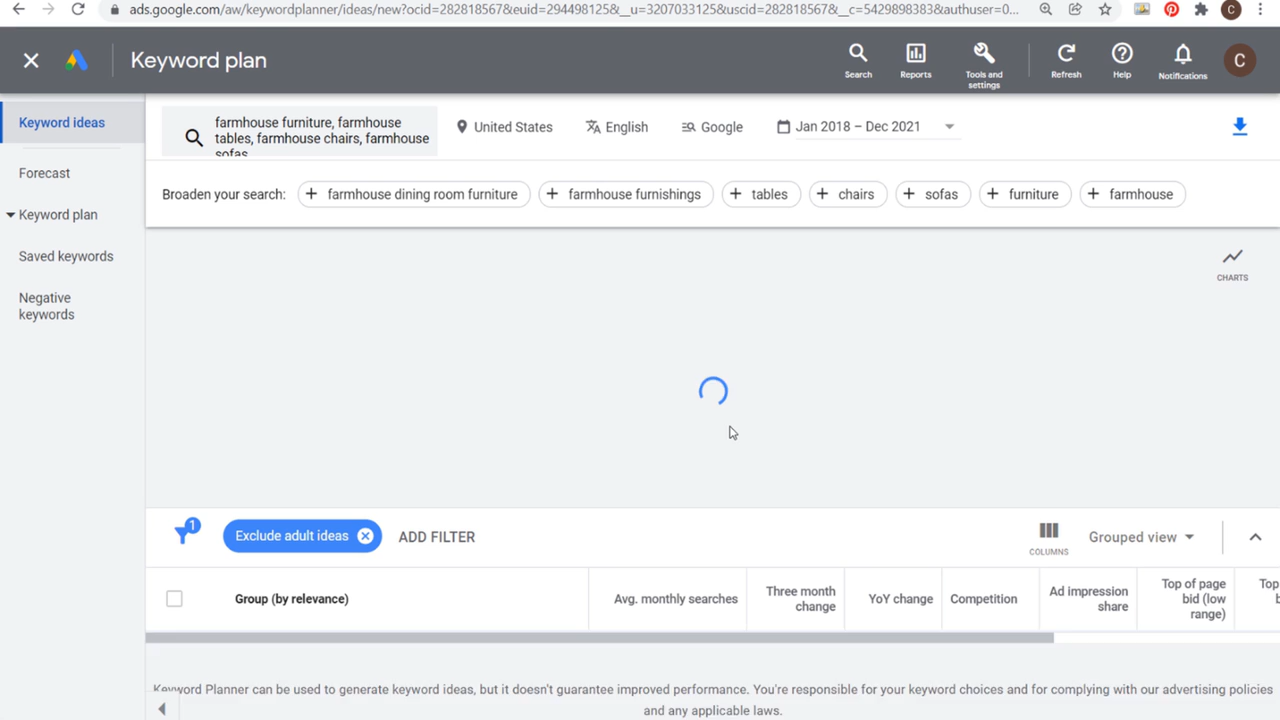 ads.google.com/aw/keywordplanner/ideas/new?ocid=282818567&euid=294498125&__u=3207033125&uscid=282818567&__c=5429898383&authuser=0...
C
Keyword plan
Search
Reports
Tools and
settings
Refresh
Help
Notifications
C
Keyword ideas
Forecast
Keyword plan
Saved keywords
Negative
keywords
farmhouse furniture, farmhouse
tables, farmhouse chairs, farmhouse
sofas
United States
English
Google
Jan 2018 – Dec 2021
Broaden your search:
farmhouse dining room furniture
farmhouse furnishings
tables
chairs
sofas
furniture
farmhouse
CHARTS
1
Exclude adult ideas
ADD FILTER
COLUMNS
Grouped view
Group (by relevance)
Avg. monthly searches
Three month
change
YoY change
Competition
Ad impression
share
Top of page
bid (low
range)
Keyword Planner can be used to generate keyword ideas, but it doesn't guarantee improved performance. You're responsible for your keyword choices and for complying with our advertising policies
and any applicable laws.